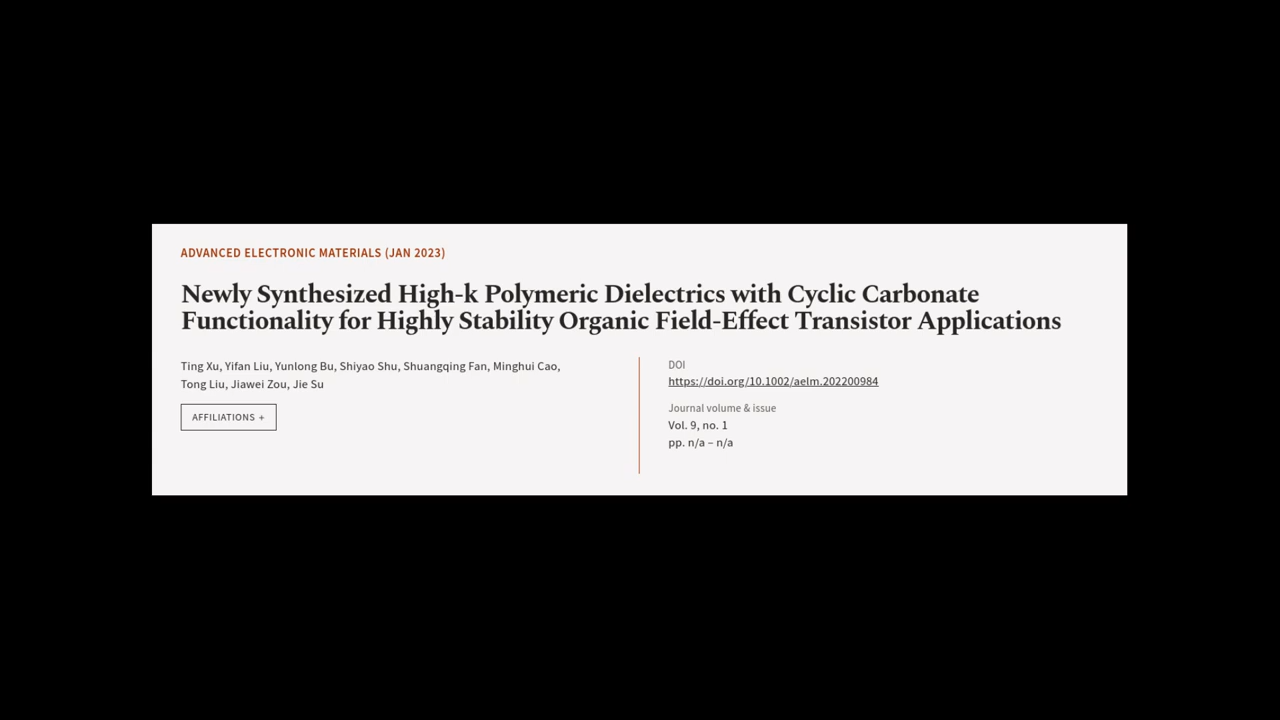 ADVANCED ELECTRONIC MATERIALS (JAN 2023)
Newly Synthesized High-k Polymeric Dielectrics with Cyclic Carbonate
Functionality for Highly Stability Organic Field-Effect Transistor Applications
Ting Xu, Yifan Liu, Yunlong Bu, Shiyao Shu, Shuangqing Fan, Minghui Cao,
Tong Liu, Jiawei Zou, Jie Su
AFFILIATIONS +
DOI
https://doi.org/10.1002/aelm.202200984
Journal volume & issue
Vol. 9, no. 1
pp. n/a – n/a